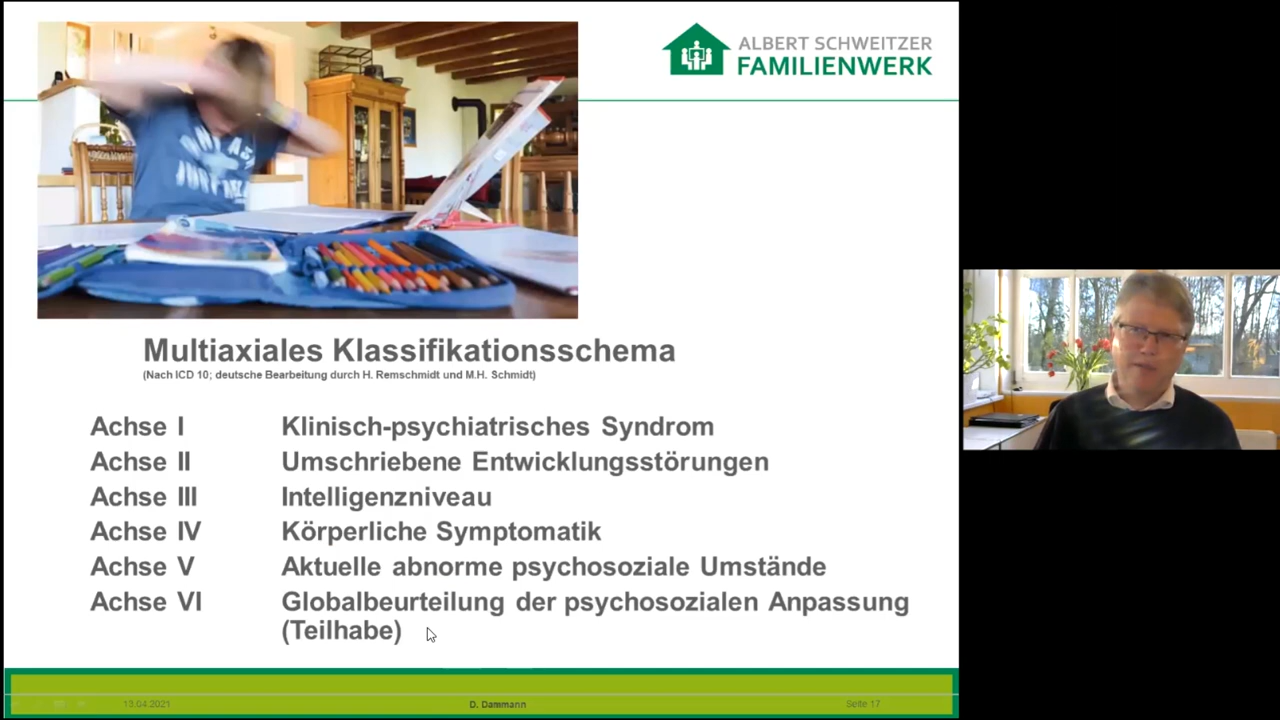 ALBERT SCHWEITZER
FAMILIENWERK
Multiaxiales Klassifikationsschema
(Nach ICD 10; deutsche Bearbeitung durch H. Remschmidt und M.H. Schmidt)
Achse I Klinisch-psychiatrisches Syndrom
Achse II Umschriebene Entwicklungsstörungen
Achse III Intelligenzniveau
Achse IV Körperliche Symptomatik
Achse V Aktuelle abnorme psychosoziale Umstände
Achse VI Globalbeurteilung der psychosozialen Anpassung
(Teilhabe)
13.04.2021 D. Dammann Seite 17